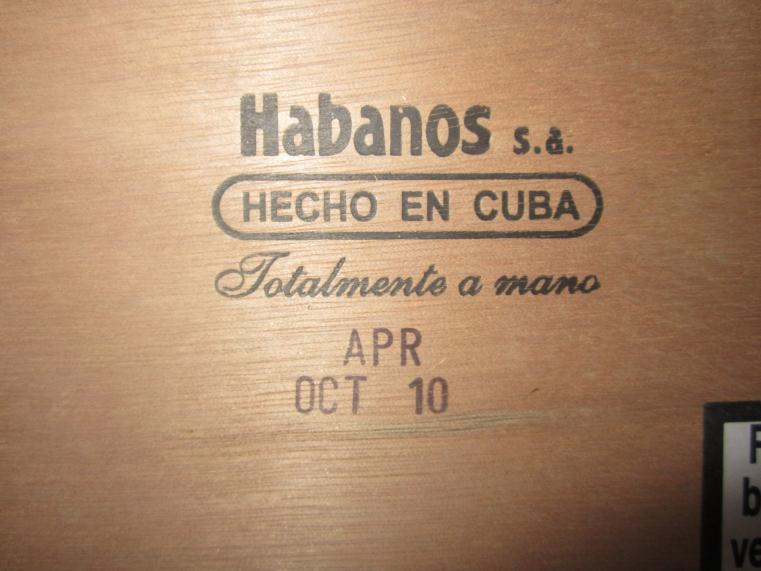 Habanos s.a.
HECHO EN CUBA
Totalmente a mano
APR
OCT 10